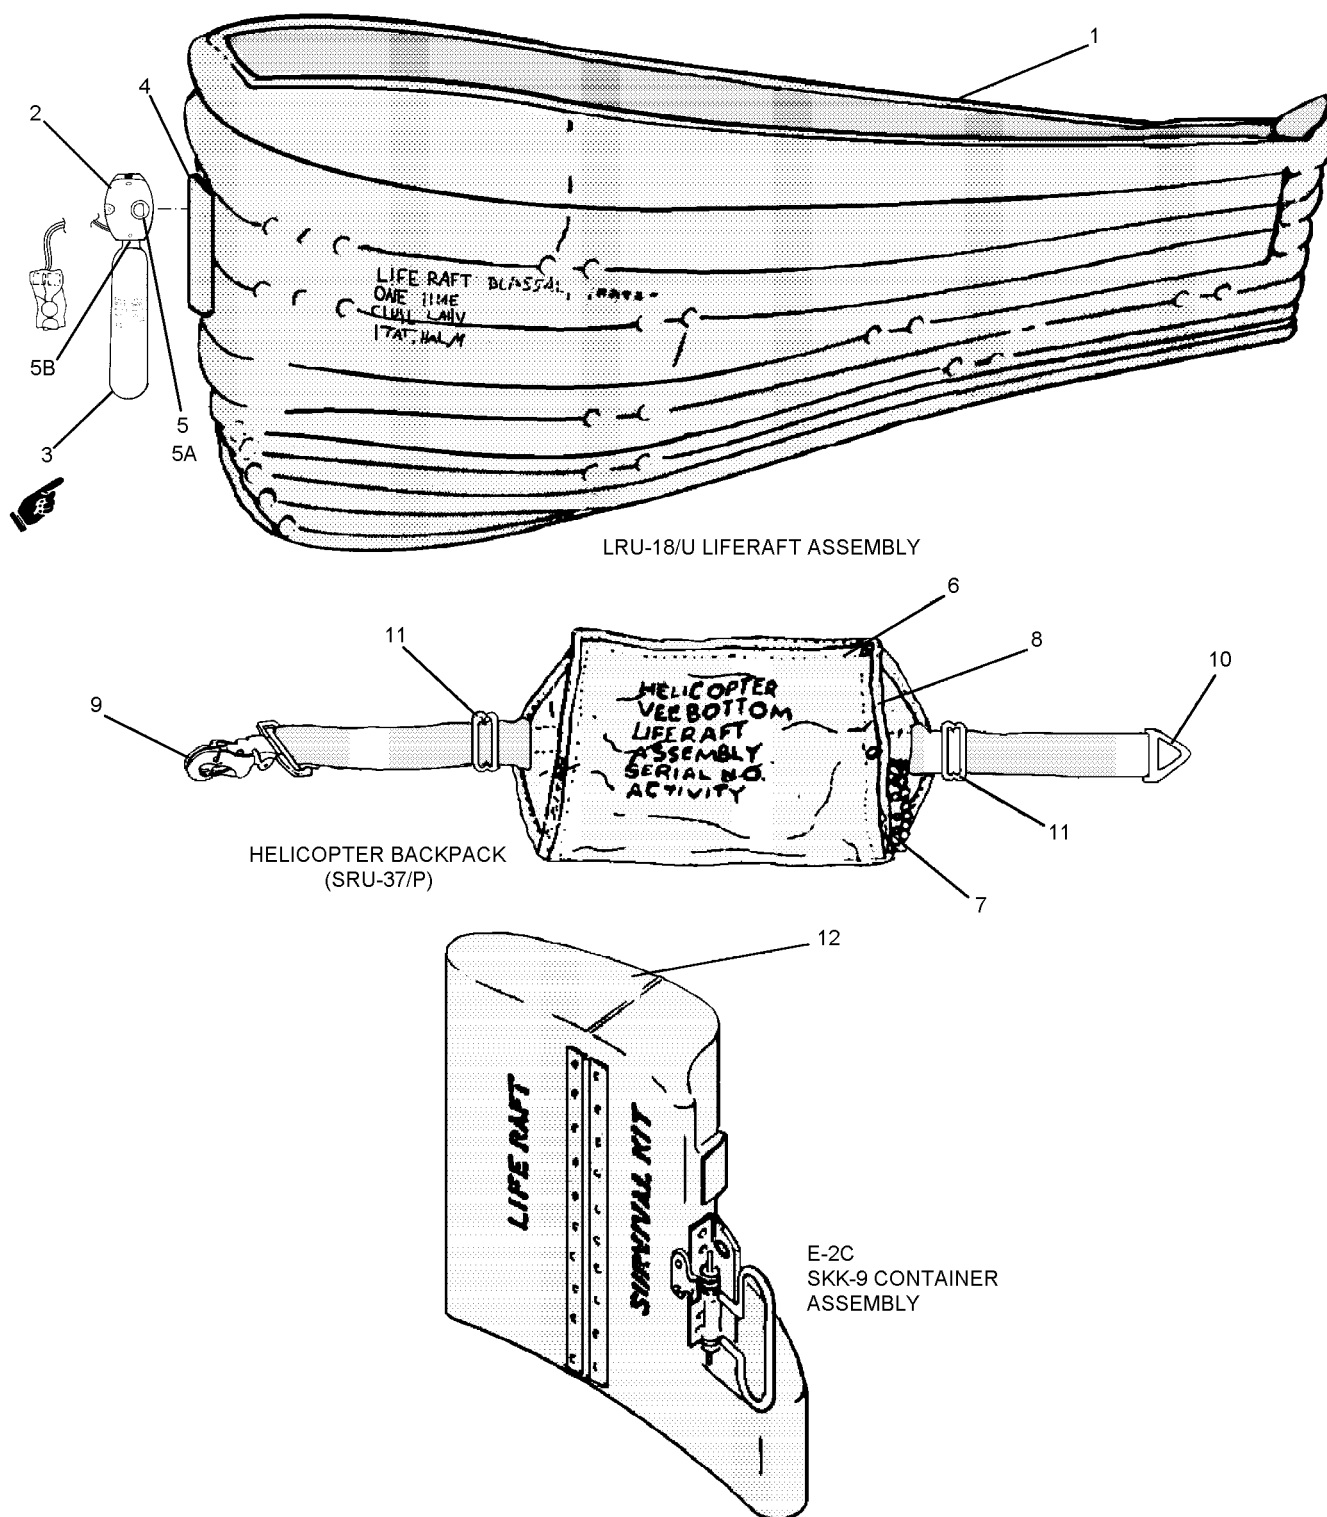 1
4
5
2
LIFE RAFT
ONE
5B
5
5A
3
LRU-18/U LIFERAFT ASSEMBLY
6
11
8
10
9
HELICOPTER
VEE BOTTOM
LIFERAFT
ASSEMBLY
SERIAL NO.
ACTIVITY
11
HELICOPTER BACKPACK
(SRU-37/P)
7
12
LIFE RAFT
SURVIVAL KIT
E-2C
SKK-9 CONTAINER
ASSEMBLY